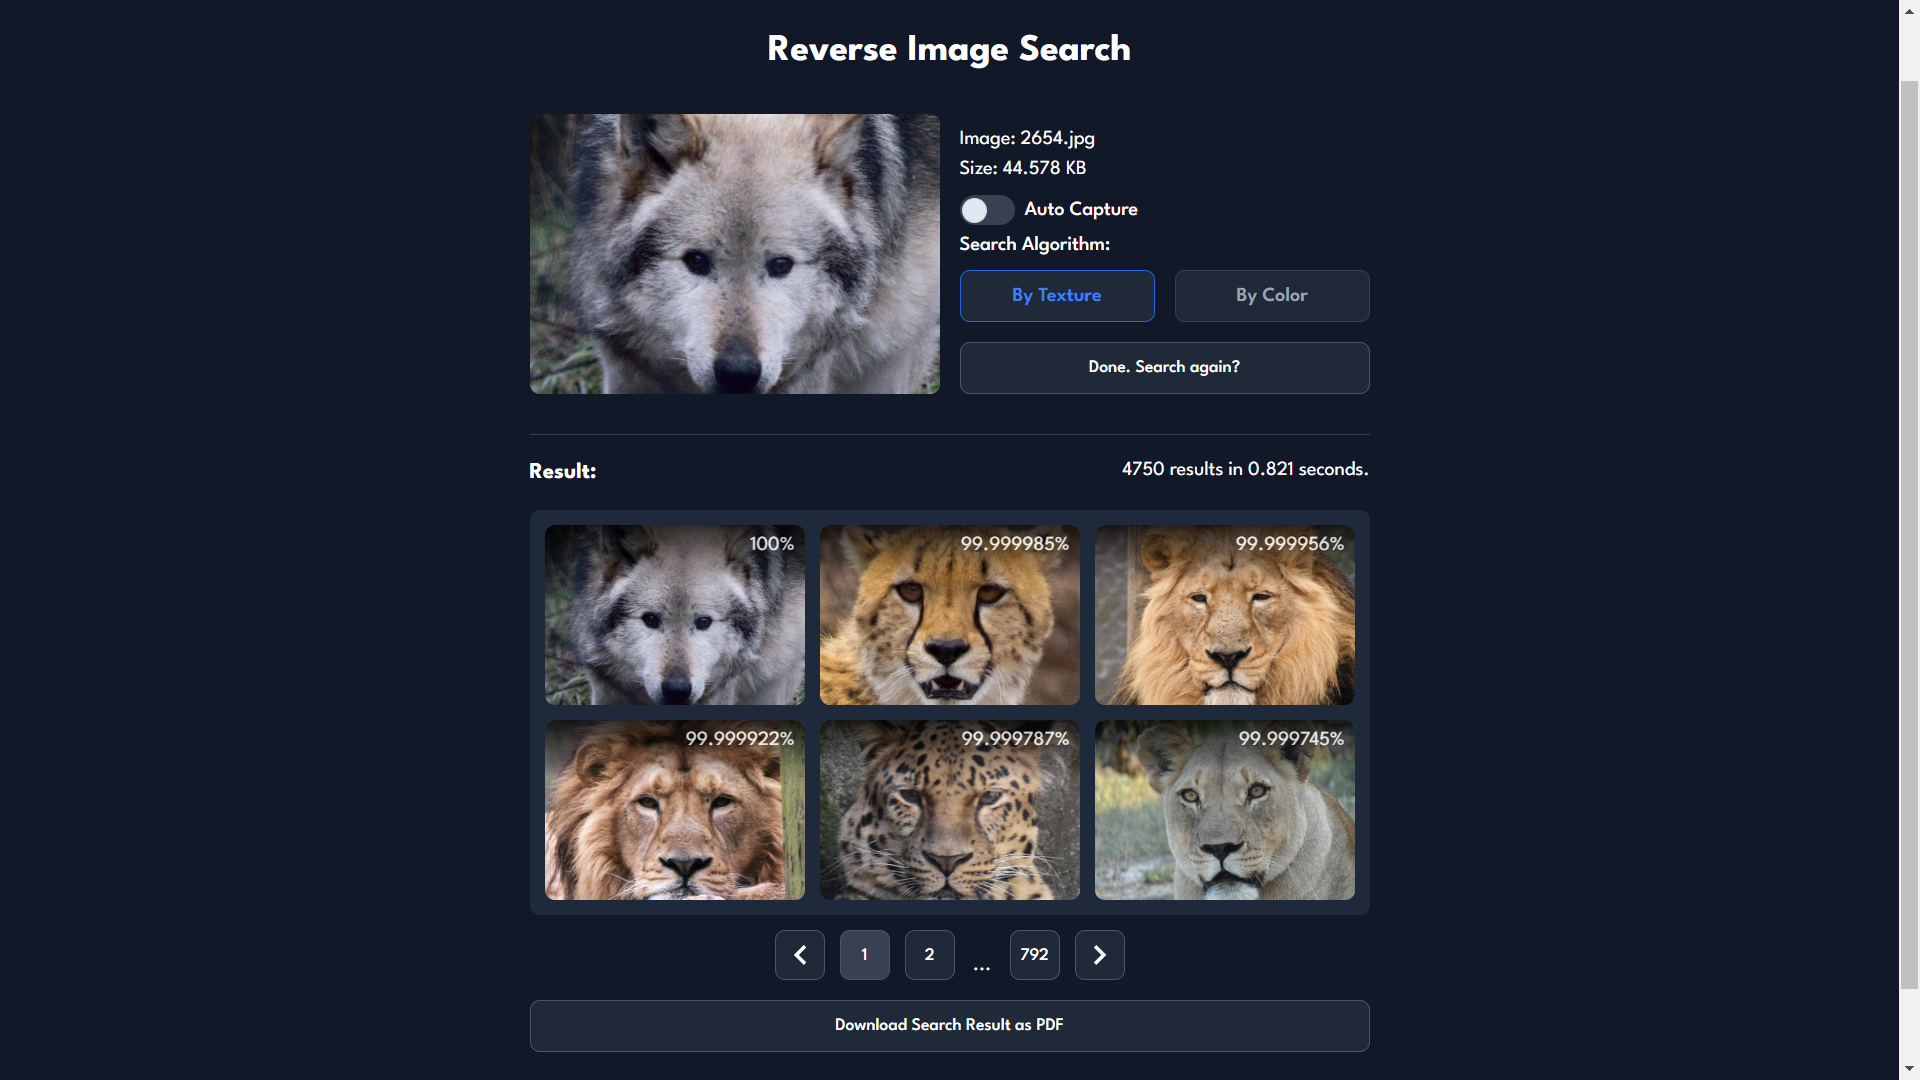 Reverse Image Search
Image: 2654.jpg
Size: 44.578 KB
Auto Capture
Search Algorithm:
By Texture
By Color
Done. Search again?
Result:
4750 results in 0.821 seconds.
100%
99.999985%
99.999956%
99.999922%
99.999787%
99.999745%
1
2
...
792
Download Search Result as PDF